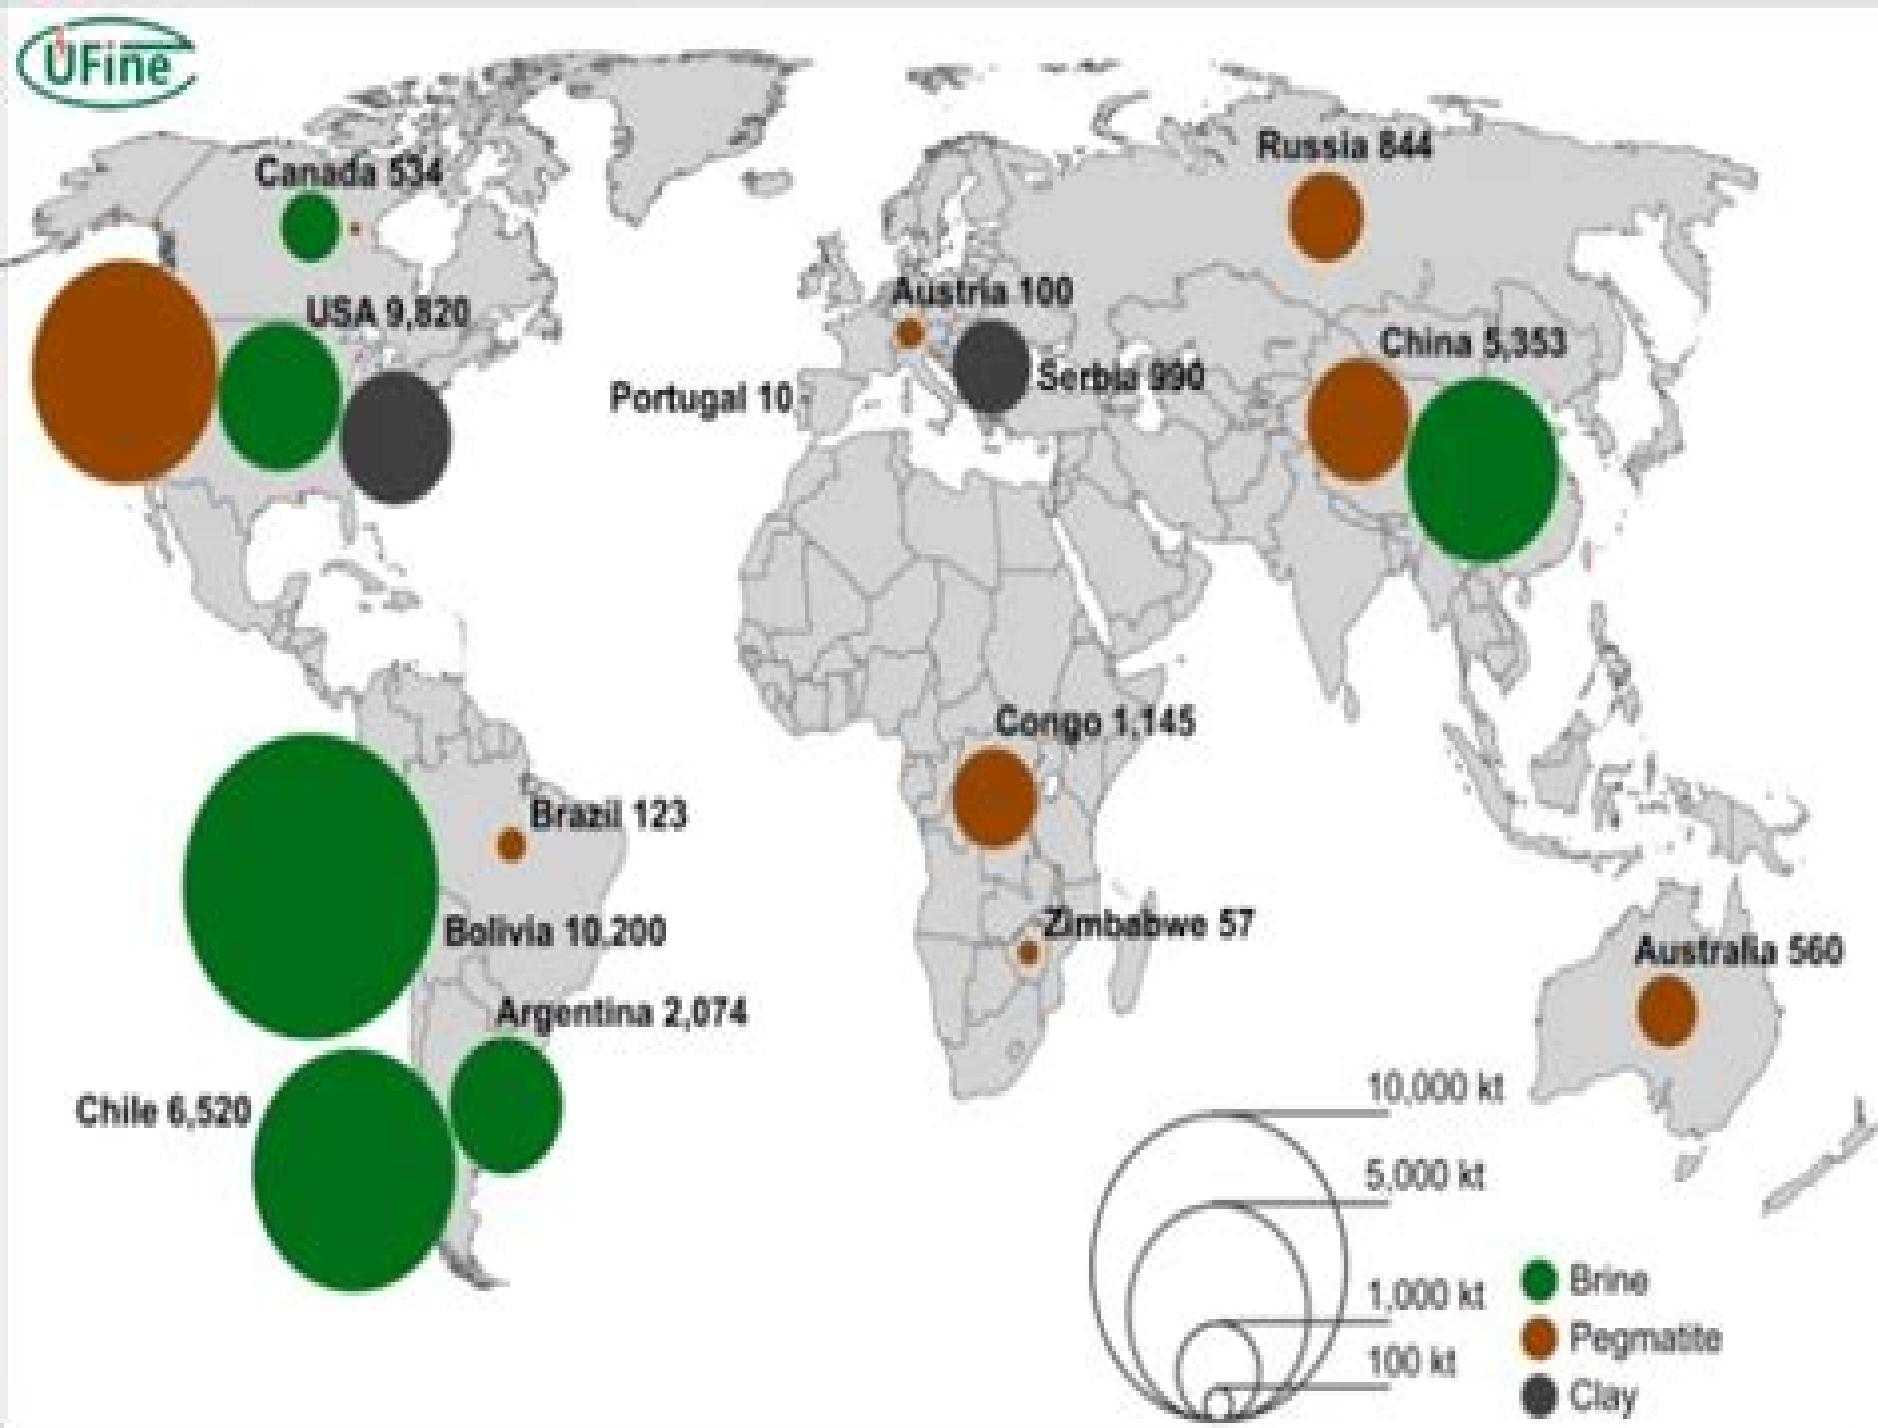 UFine
Canada 534
Russia 844
USA 9,820
Austria 100
China 5,353
Serbia 990
Portugal 10
Congo 1,145
Brazil 123
Zimbabwe 57
Bolivia 10,200
Australia 560
Argentina 2,074
Chile 6,520
10,000 kt
5,000 kt
1,000 kt
100 kt
Brine
Pegmatite
Clay